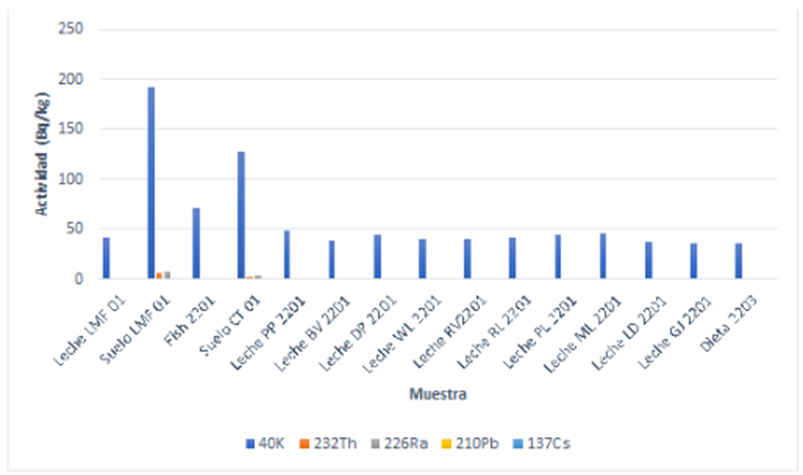 250
200
150
100
50
0
Actividad (Bq/kg)
Leche LMF 01
Suelo LMF 01
Fish 2201
Suelo CT 01
Leche PP 2201
Leche BV 2201
Leche DP 2201
Leche WL 2201
Leche RV2201
Leche RL 2201
Leche PL 2201
Leche ML 2201
Leche LD 2201
Leche GJ 2201
Dieta 2203
Muestra
40K 232Th 226Ra 210Pb 137Cs